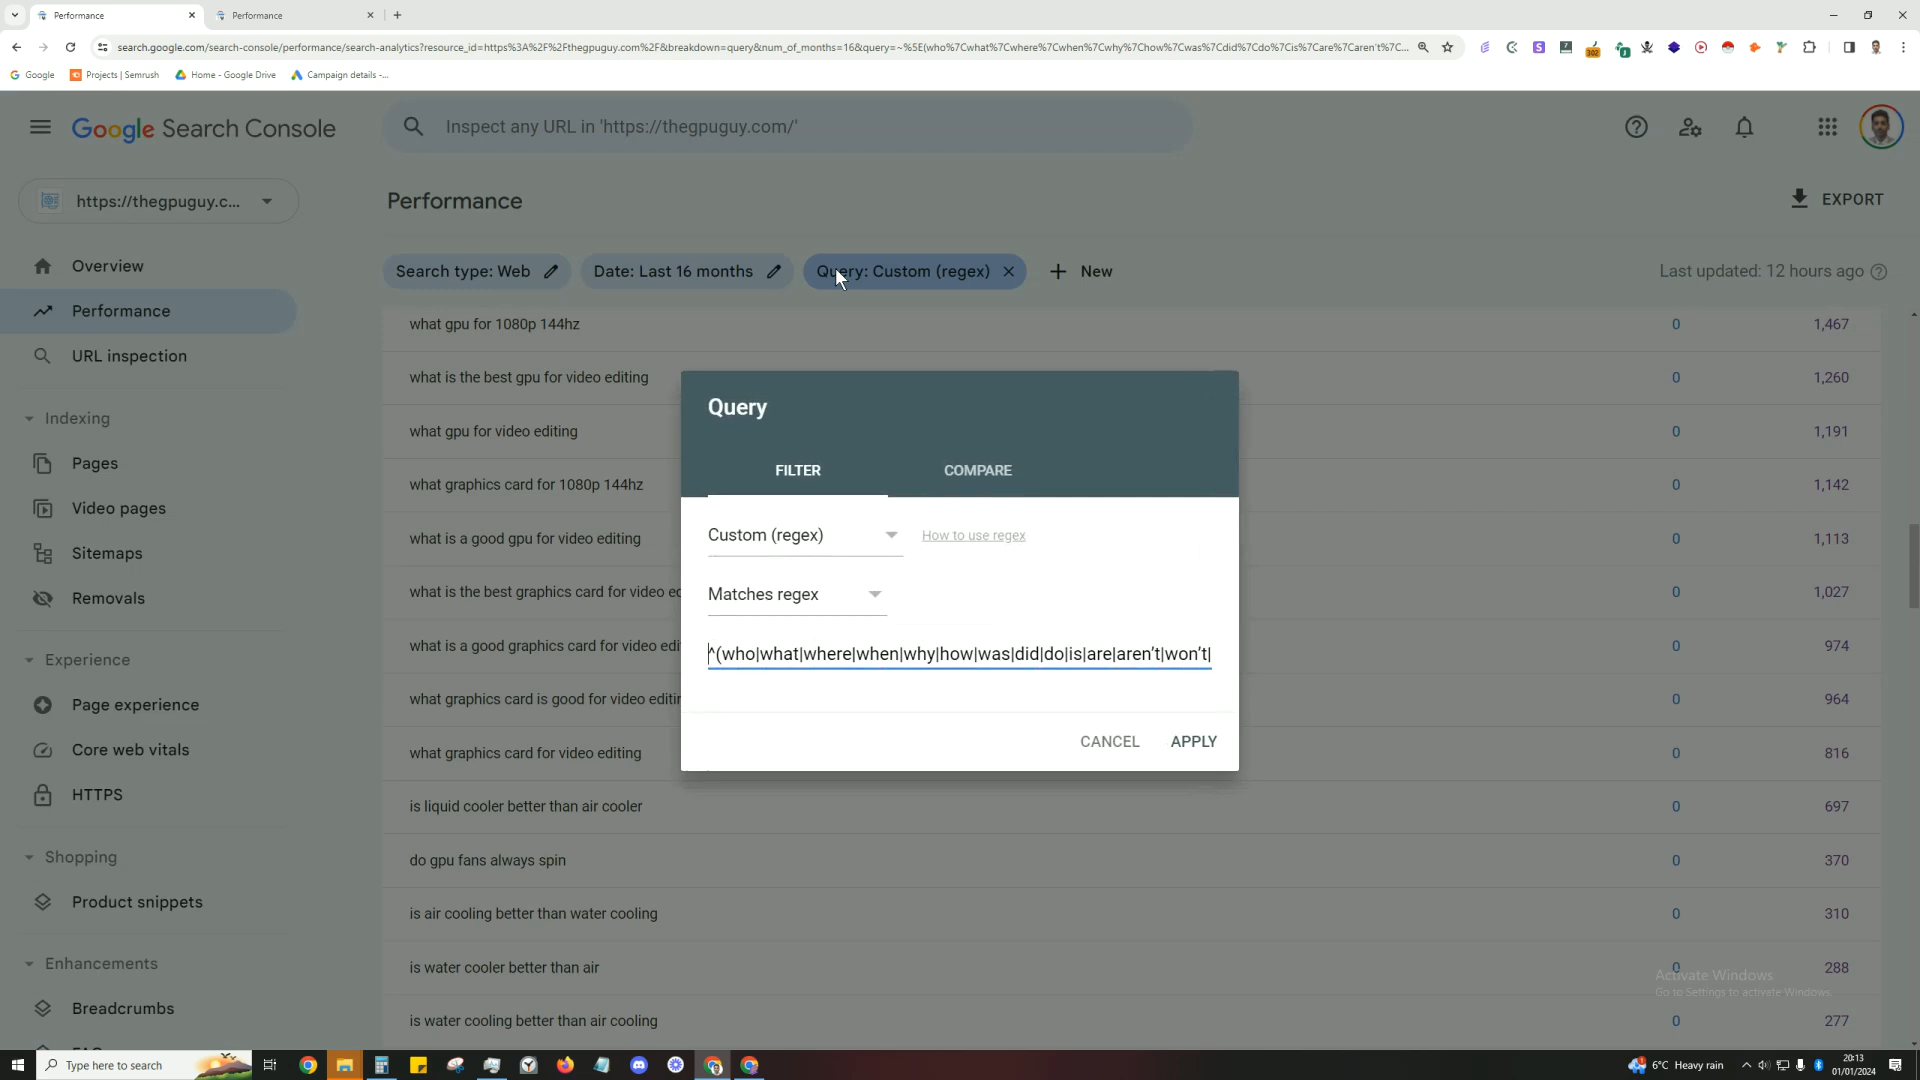 Performance
Performance
search.google.com/search-console/performance/search-analytics?resource_id=https%3A%2F%2Fthegpuguy.com%2F&breakdown=query&num_of_months=16&query=~%5E(who%7Cwhat%7Cwhere%7Cwhen%7Cwhy%7Chow%7Cwas%7Cdid%7Cdo%7Cis%7Care%7Caren't%7C...
Google
Projects | Semrush
Home - Google Drive
Campaign details -...
Google Search Console
Inspect any URL in 'https://thegpuguy.com/'
https://thegpuguy.c...
Performance
EXPORT
Search type: Web
Date: Last 16 months
Query: Custom (regex)
New
Last updated: 12 hours ago
Overview
Performance
URL inspection
Indexing
Pages
Video pages
Sitemaps
Removals
Experience
Page experience
Core web vitals
HTTPS
Shopping
Product snippets
Enhancements
Breadcrumbs
what gpu for 1080p 144hz 0 1,467
what is the best gpu for video editing 0 1,260
what gpu for video editing 0 1,191
what graphics card for 1080p 144hz 0 1,142
what is a good gpu for video editing 0 1,113
what is the best graphics card for video ed 0 1,027
what is a good graphics card for video edi 0 974
what graphics card is good for video editin 0 964
what graphics card for video editing 0 816
is liquid cooler better than air cooler 0 697
do gpu fans always spin 0 370
is air cooling better than water cooling 0 310
is water cooler better than air 0 288
is water cooling better than air cooling 0 277
Query
FILTER
COMPARE
Custom (regex)
How to use regex
Matches regex
^(who|what|where|when|why|how|was|did|do|is|are|aren’t|won’t|
CANCEL
APPLY
Activate Windows
Go to Settings to activate Windows.
Type here to search
6°C Heavy rain
20:13
01/01/2024